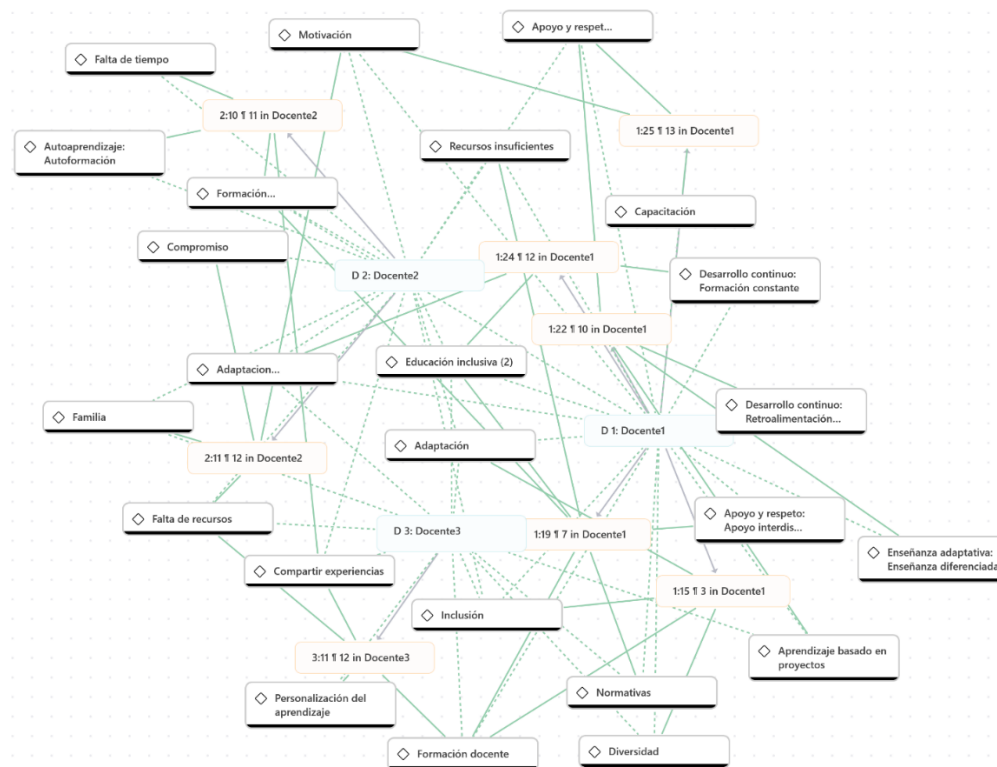 Motivación
Apoyo y respet...
Falta de tiempo
2:10 ¶ 11 in Docente2
1:25 ¶ 13 in Docente1
Autoaprendizaje:
Autoformación
Recursos insuficientes
Formación...
Capacitación
Compromiso
1:24 ¶ 12 in Docente1
D 2: Docente2
Desarrollo continuo:
Formación constante
1:22 ¶ 10 in Docente1
Adaptacion...
Educación inclusiva (2)
Familia
Desarrollo continuo:
Retroalimentación...
D 1: Docente1
Adaptación
2:11 ¶ 12 in Docente2
Falta de recursos
D 3: Docente3
1:19 ¶ 7 in Docente1
Apoyo y respeto:
Apoyo interdis...
Enseñanza adaptativa:
Enseñanza diferenciada
Compartir experiencias
1:15 ¶ 3 in Docente1
Inclusión
3:11 ¶ 12 in Docente3
Aprendizaje basado en
proyectos
Personalización del
aprendizaje
Normativas
Formación docente
Diversidad